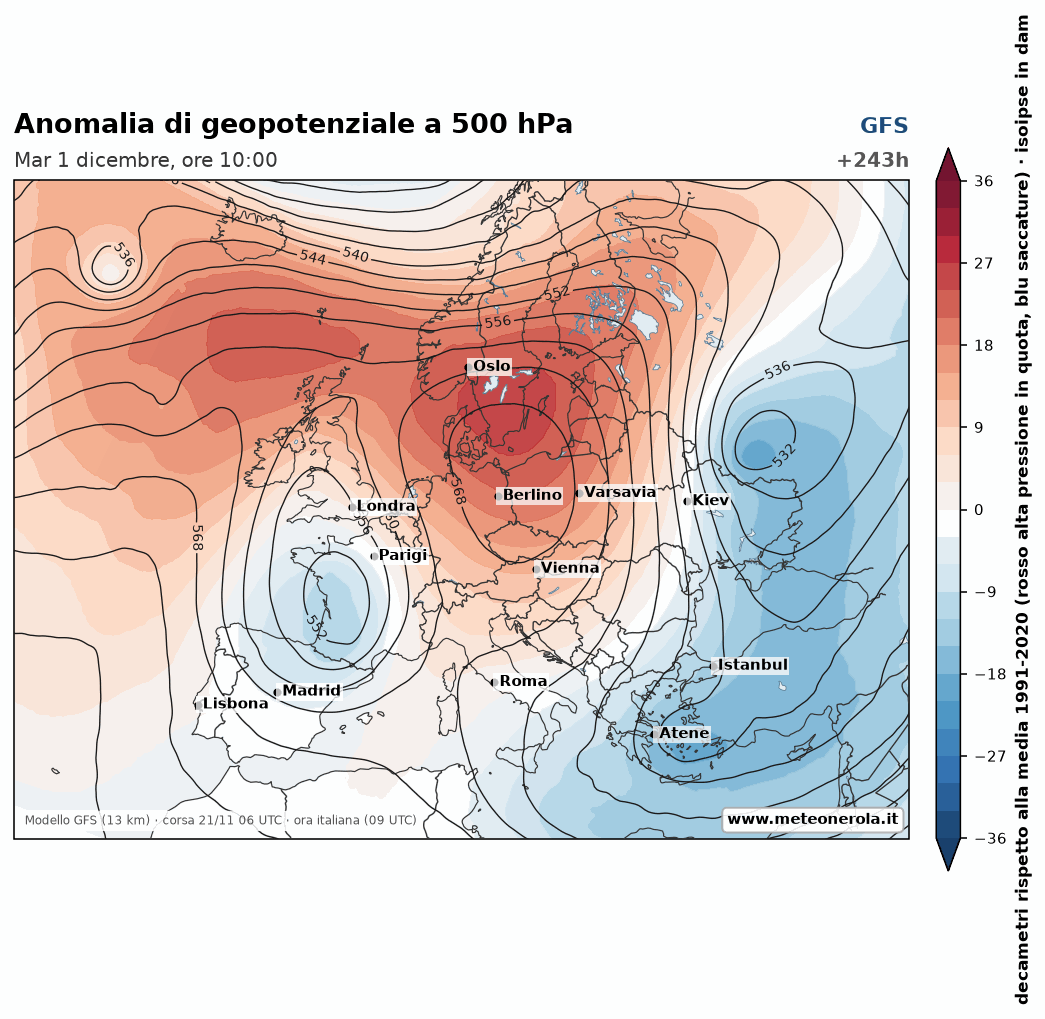 Anomalia di geopotenziale a 500 hPa
GFS
Mar 1 dicembre, ore 10:00
+243h
536
544
540
552
556
536
532
568
568
552
Oslo
Berlino
Varsavia
Kiev
Londra
Parigi
Vienna
Istanbul
Roma
Madrid
Lisbona
Atene
Modello GFS (13 km) · corsa 21/11 06 UTC · ora italiana (09 UTC)
www.meteonerola.it
36
27
18
9
0
−9
−18
−27
−36
decametri rispetto alla media 1991-2020 (rosso alta pressione in quota, blu saccature) · isoipse in dam